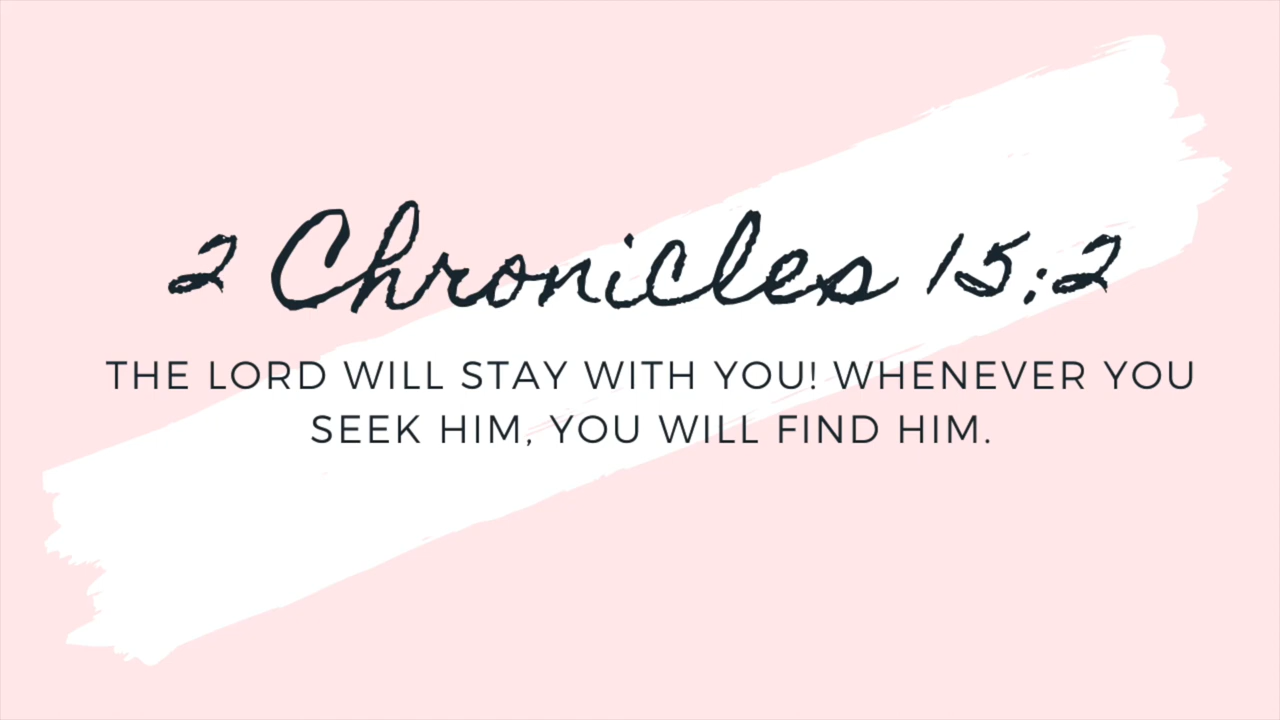 2 Chronicles 15:2
THE LORD WILL STAY WITH YOU! WHENEVER YOU
SEEK HIM, YOU WILL FIND HIM.